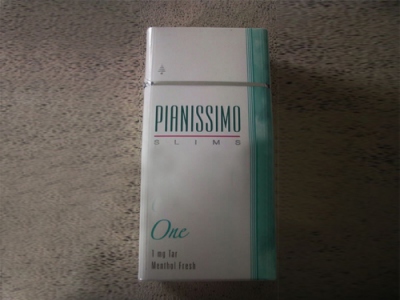 PIANISSIMO
SLIMS
One
1 mg Tar
Menthol Fresh